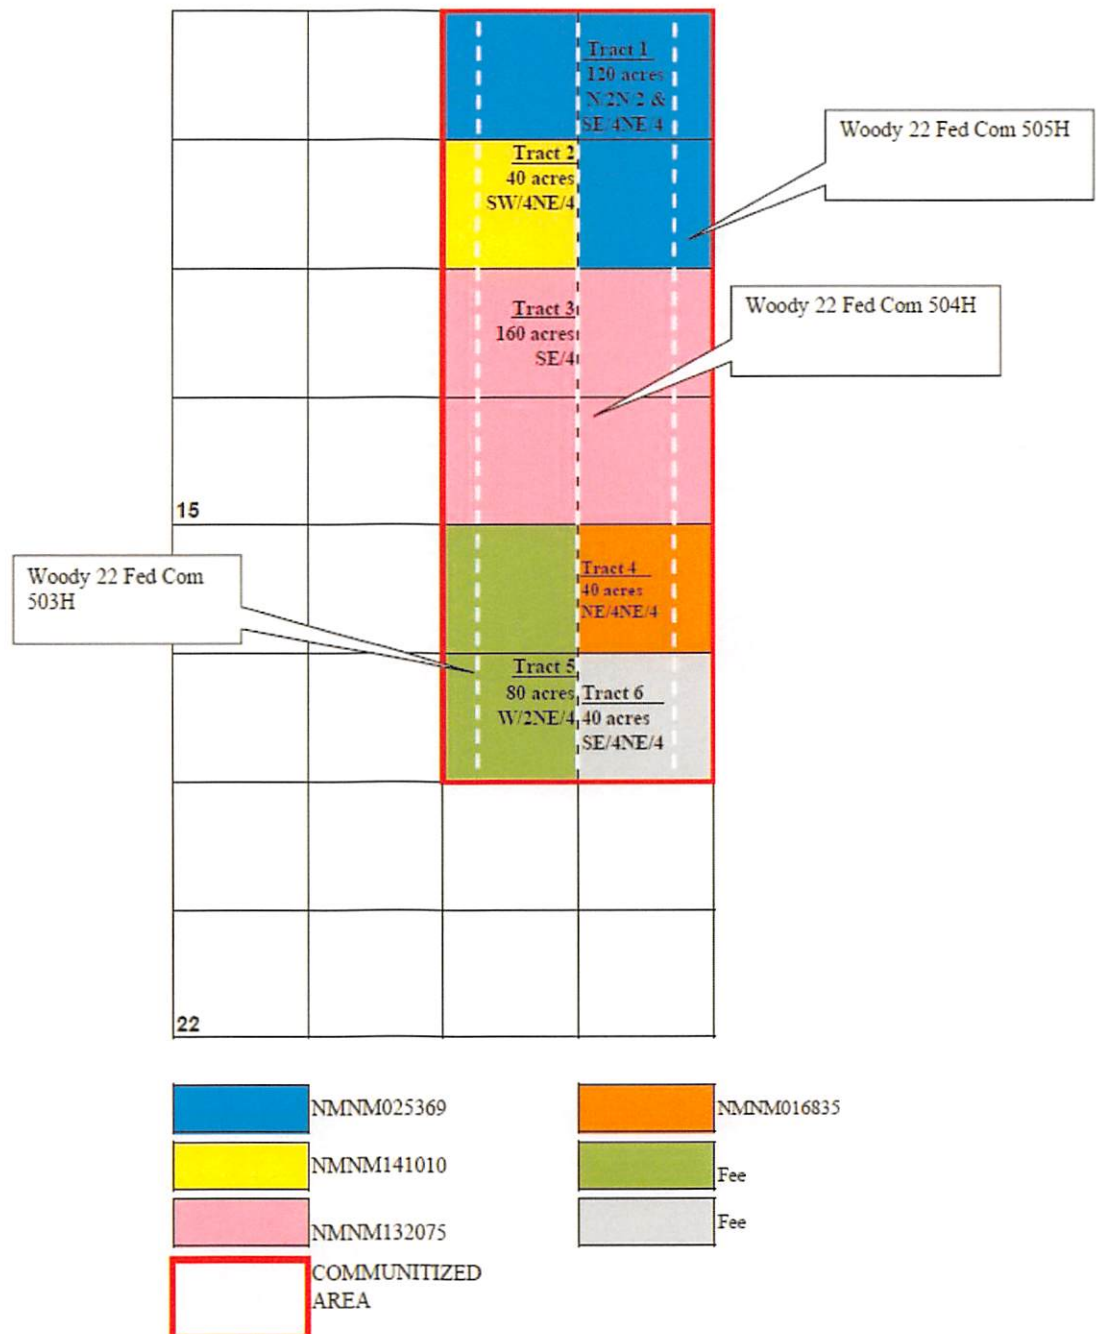 Tract 1
120 acres
N/2N/2 &
SE/4NE/4
Woody 22 Fed Com 505H
Tract 2
40 acres
SW/4NE/4
Woody 22 Fed Com 504H
Tract 3
160 acres
SE/4
15
Woody 22 Fed Com
503H
Tract 4
40 acres
NE/4NE/4
Tract 5
80 acres
W/2NE/4
Tract 6
40 acres
SE/4NE/4
22
NMNM025369
NMNM016835
NMNM141010
Fee
NMNM132075
Fee
COMMUNITIZED
AREA